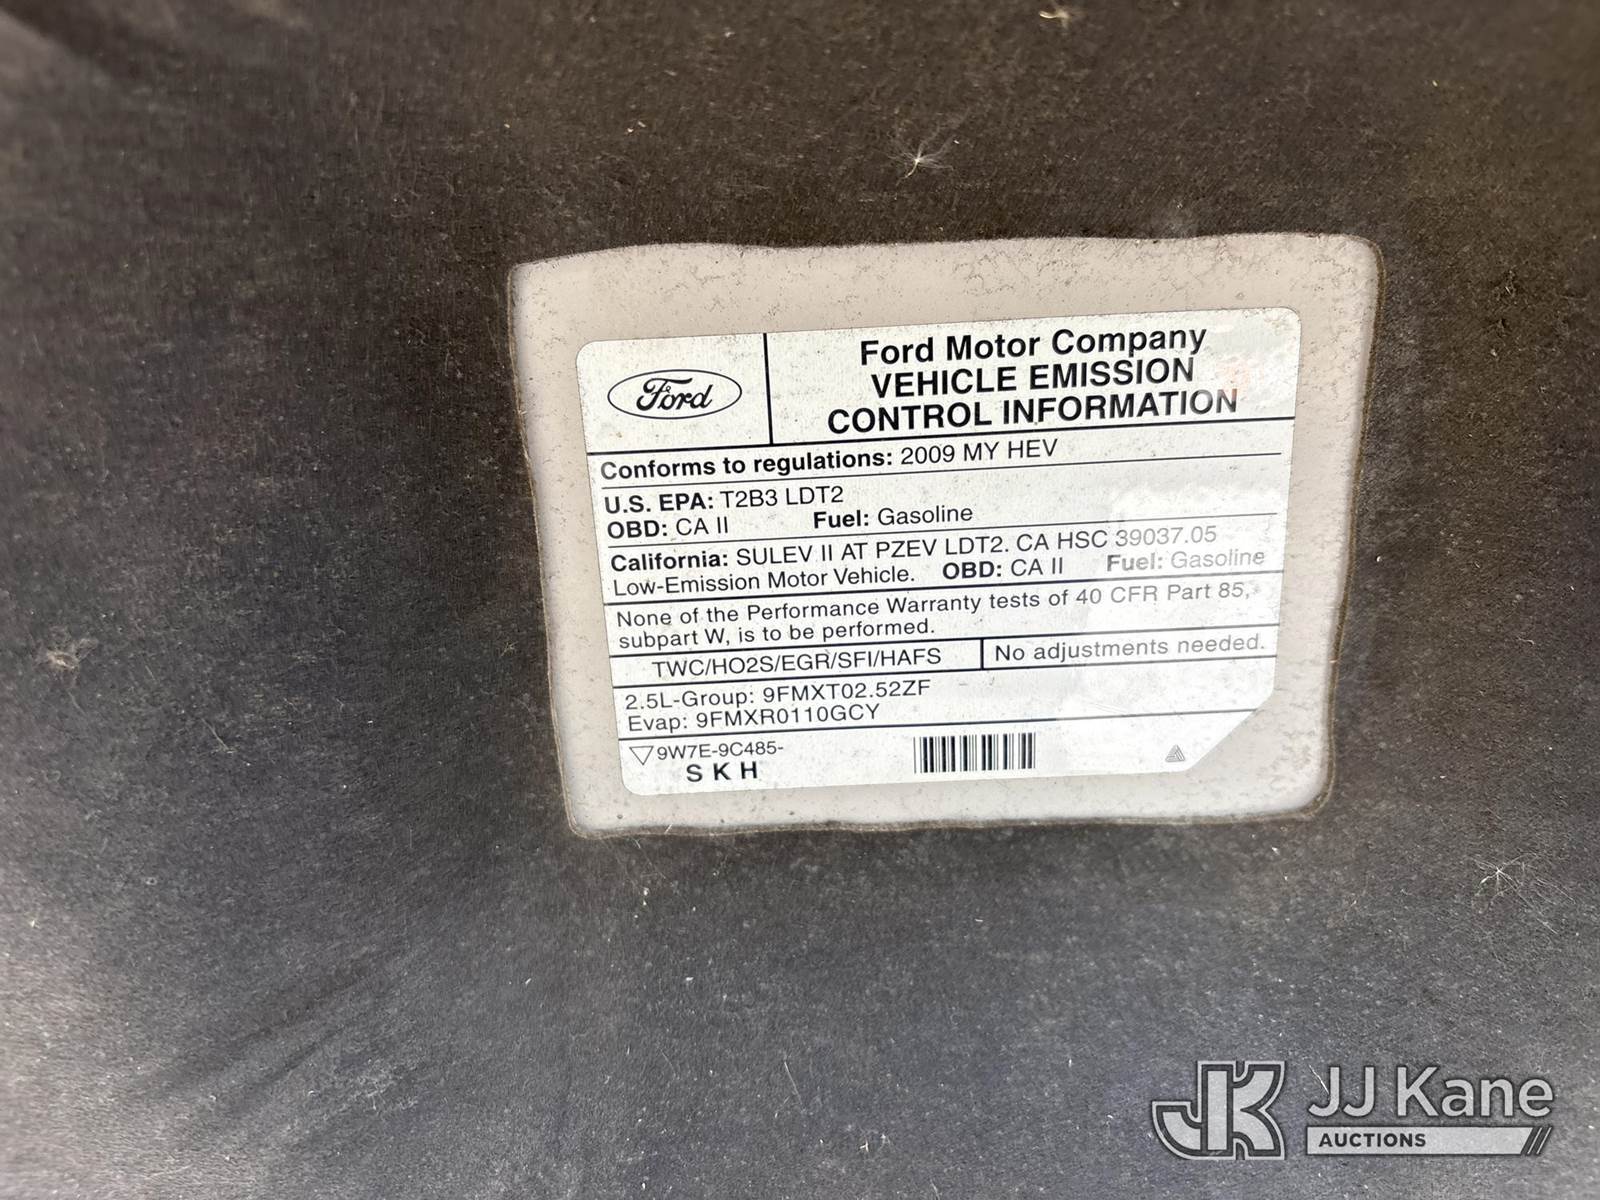 Ford
Ford Motor Company
VEHICLE EMISSION
CONTROL INFORMATION
Conforms to regulations: 2009 MY HEV
U.S. EPA: T2B3 LDT2
OBD: CA II Fuel: Gasoline
California: SULEV II AT PZEV LDT2. CA HSC 39037.05
Low-Emission Motor Vehicle. OBD: CA II Fuel: Gasoline
None of the Performance Warranty tests of 40 CFR Part 85,
subpart W, is to be performed.
TWC/HO2S/EGR/SFI/HAFS No adjustments needed.
2.5L-Group: 9FMXT02.52ZF
Evap: 9FMXR0110GCY
9W7E-9C485-
S K H
JK JJ Kane
AUCTIONS